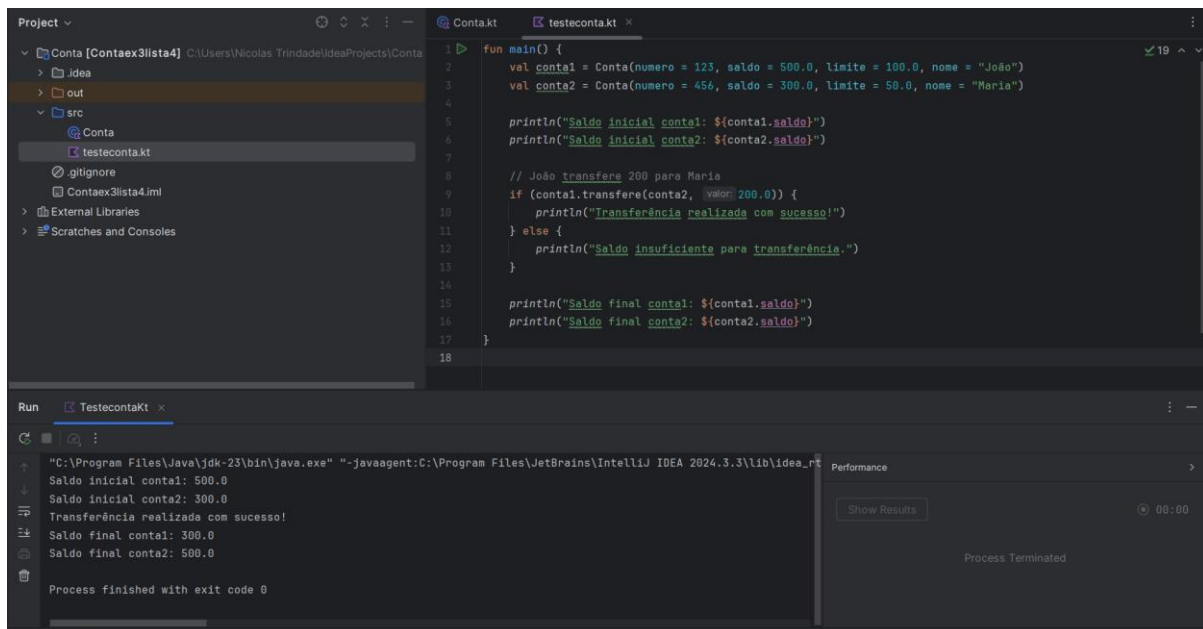 Project
Conta [Contaex3lista4] C:\Users\Nicolas Trindade\IdeaProjects\Conta
.idea
out
src
Conta
testeconta.kt
.gitignore
Contaex3lista4.iml
External Libraries
Scratches and Consoles
Conta.kt testeconta.kt
19
1 fun main() {
2 val conta1 = Conta(numero = 123, saldo = 500.0, limite = 100.0, nome = "João")
3 val conta2 = Conta(numero = 456, saldo = 300.0, limite = 50.0, nome = "Maria")
4
5 println("Saldo inicial conta1: ${conta1.saldo}")
6 println("Saldo inicial conta2: ${conta2.saldo}")
7
8 // João transfere 200 para Maria
9 if (conta1.transfere(conta2, valor: 200.0)) {
10 println("Transferência realizada com sucesso!")
11 } else {
12 println("Saldo insuficiente para transferência.")
13 }
14
15 println("Saldo final conta1: ${conta1.saldo}")
16 println("Saldo final conta2: ${conta2.saldo}")
17 }
18
Run TestecontaKt
"C:\Program Files\Java\jdk-23\bin\java.exe" "-javaagent:C:\Program Files\JetBrains\IntelliJ IDEA 2024.3.3\lib\idea_rt
Saldo inicial conta1: 500.0
Saldo inicial conta2: 300.0
Transferência realizada com sucesso!
Saldo final conta1: 300.0
Saldo final conta2: 500.0
Process finished with exit code 0
Performance
Show Results 00:00
Process Terminated